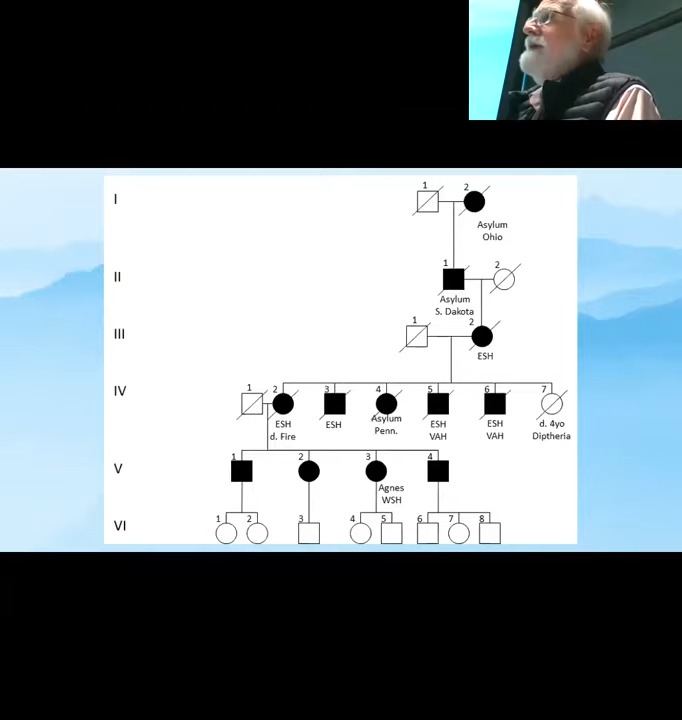 I
1 2
Asylum
Ohio
II
1 2
Asylum
S. Dakota
III
1 2
ESH
IV
1 2 3 4 5 6 7
ESH
d. Fire
ESH
Asylum
Penn.
ESH
VAH
ESH
VAH
d. 4yo
Diptheria
V
1 2 3 4
Agnes
WSH
VI
1 2 3 4 5 6 7 8